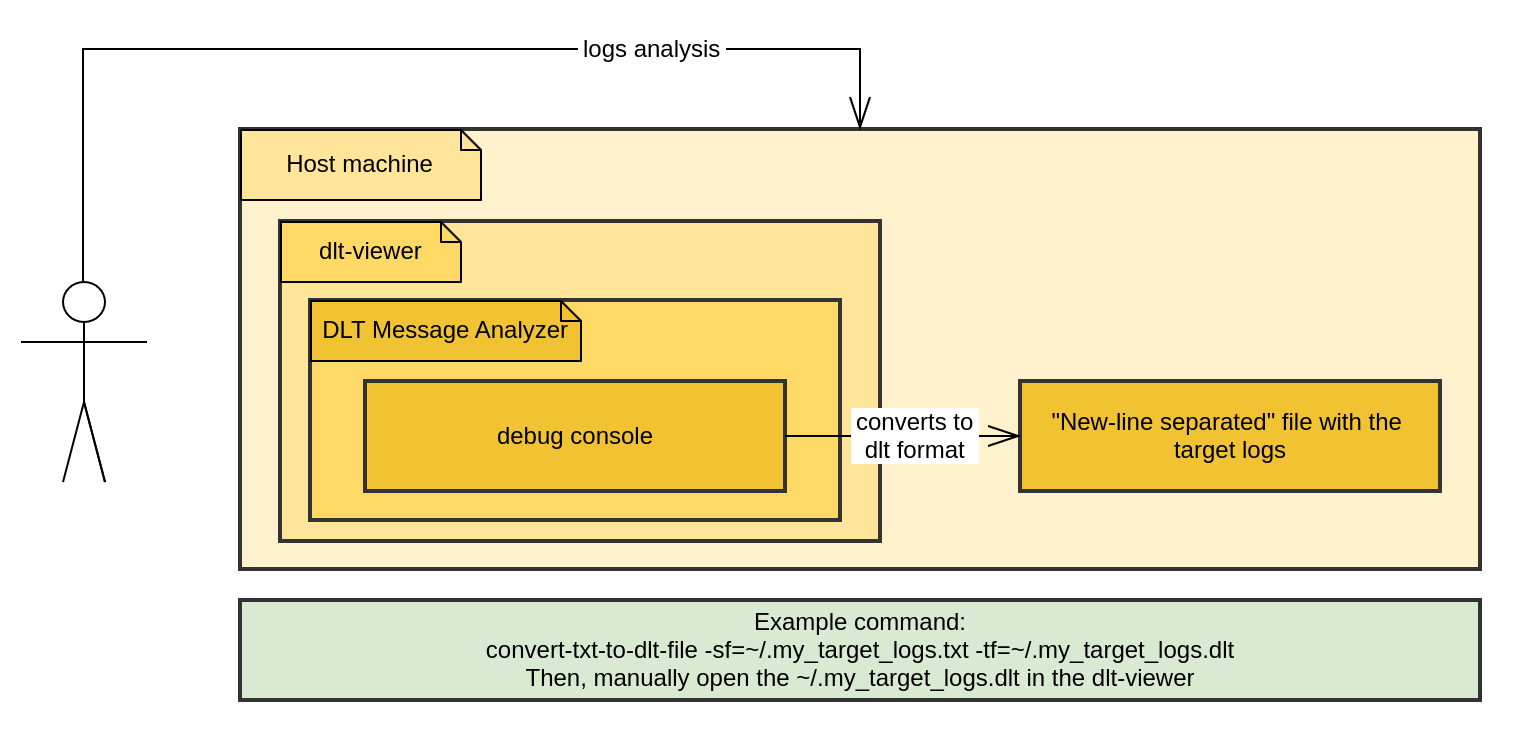 logs analysis
Host machine
dlt-viewer
DLT Message Analyzer
debug console
converts to
dlt format
"New-line separated" file with the
target logs
Example command:
convert-txt-to-dlt-file -sf=~/.my_target_logs.txt -tf=~/.my_target_logs.dlt
Then, manually open the ~/.my_target_logs.dlt in the dlt-viewer